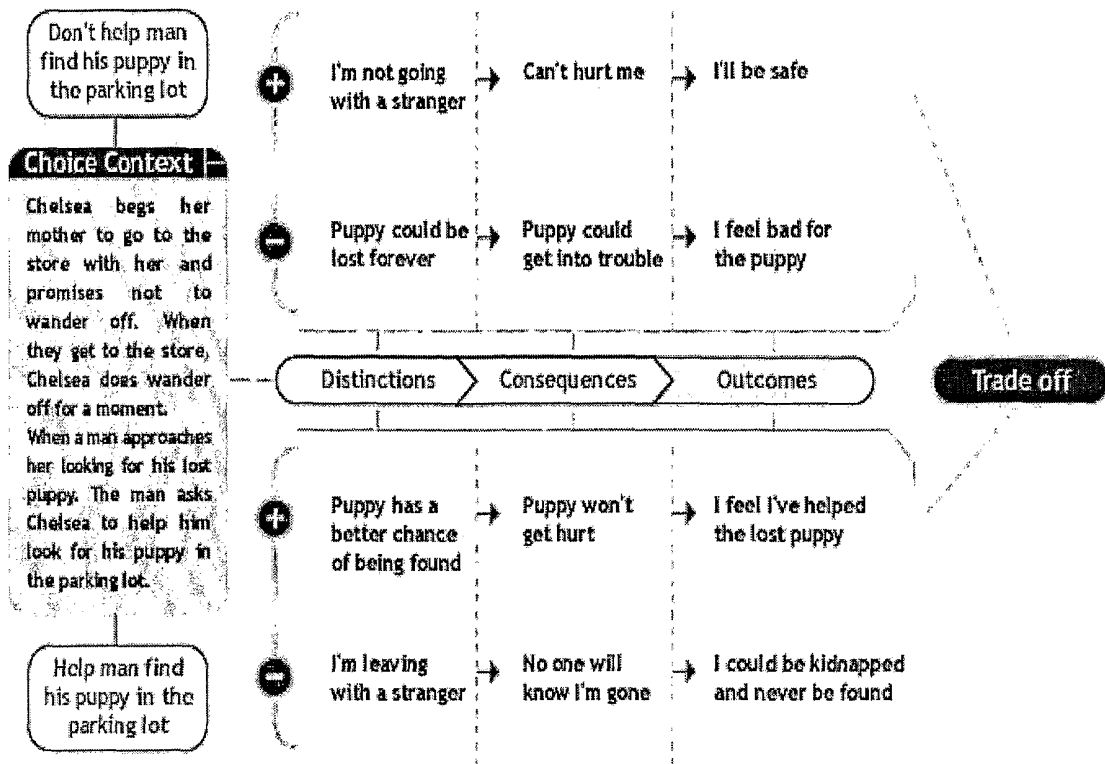 Don't help man
find his puppy in
the parking lot
Choice Context
Chelsea begs her
mother to go to the
store with her and
promises not to
wander off. When
they get to the store,
Chelsea does wander
off for a moment.
When a man approaches
her looking for his lost
puppy. The man asks
Chelsea to help him
look for his puppy in
the parking lot.
Help man find
his puppy in the
parking lot
+
I'm not going
with a stranger
Can't hurt me
I'll be safe
-
Puppy could be
lost forever
Puppy could
get into trouble
I feel bad for
the puppy
Distinctions
Consequences
Outcomes
Trade off
+
Puppy has a
better chance
of being found
Puppy won't
get hurt
I feel I've helped
the lost puppy
-
I'm leaving
with a stranger
No one will
know I'm gone
I could be kidnapped
and never be found